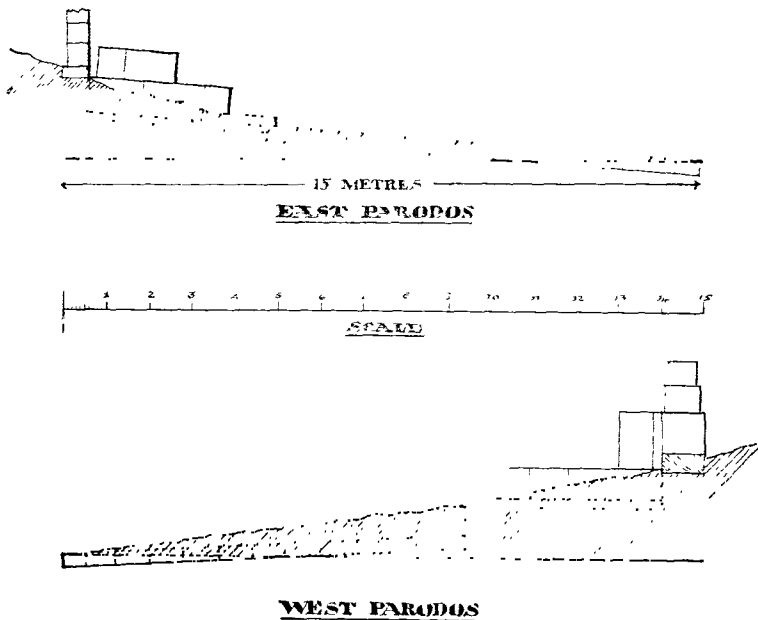 15 METRES
EAST PARODOS
1 2 3 4 5 6 7 8 9 10 11 12 13 14 15
SCALE
WEST PARODOS